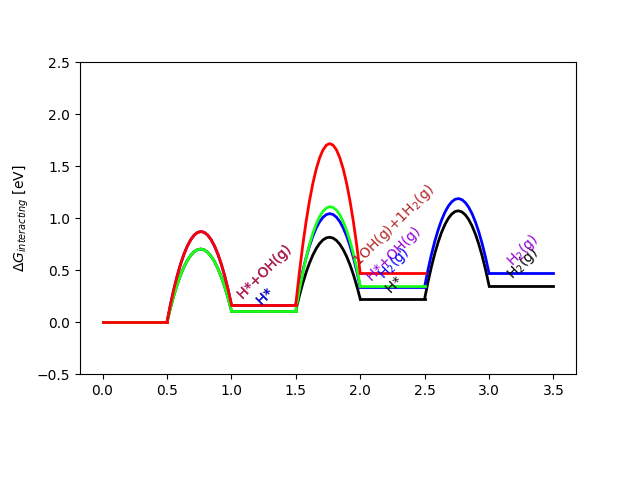 2.5
2.0
1.5
1.0
0.5
0.0
−0.5
ΔG_interacting [eV]
H*+OH(g)
H*
OH(g)+1H₂(g)
H*+OH(g)
H₂(g)
H*
H₂(g)
H₂(g)
0.0 0.5 1.0 1.5 2.0 2.5 3.0 3.5